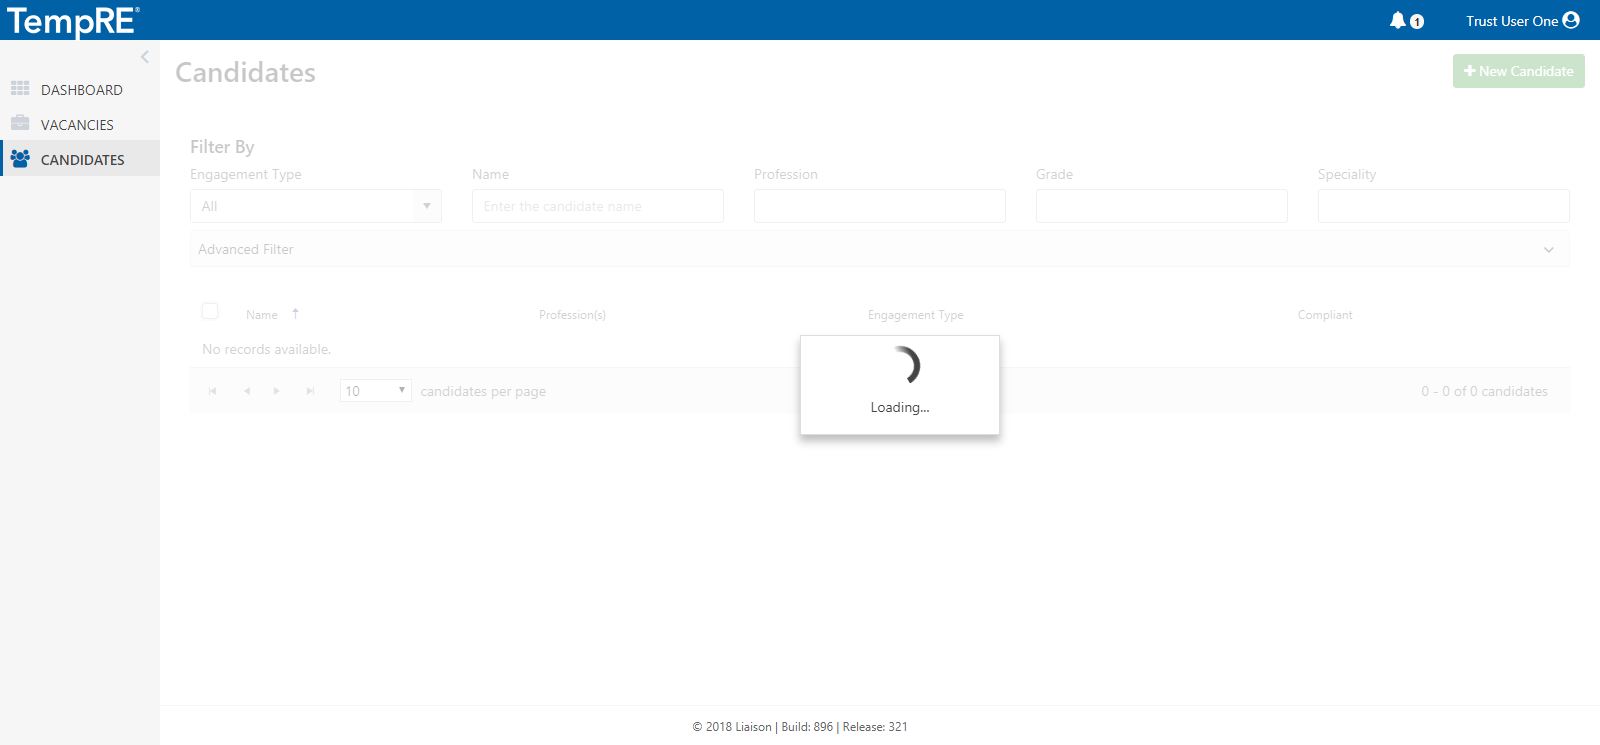 TempRE®
1
Trust User One
DASHBOARD
VACANCIES
CANDIDATES
Candidates
New Candidate
Filter By
Engagement Type
Name
Profession
Grade
Speciality
All
Enter the candidate name
Advanced Filter
Name
Profession(s)
Engagement Type
Compliant
No records available.
10
candidates per page
0 - 0 of 0 candidates
Loading...
© 2018 Liaison | Build: 896 | Release: 321